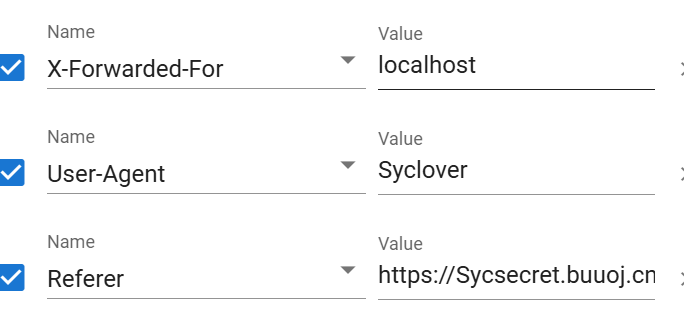 Name Value
X-Forwarded-For localhost
Name Value
User-Agent Syclover
Name Value
Referer https://Sycsecret.buuoj.cn